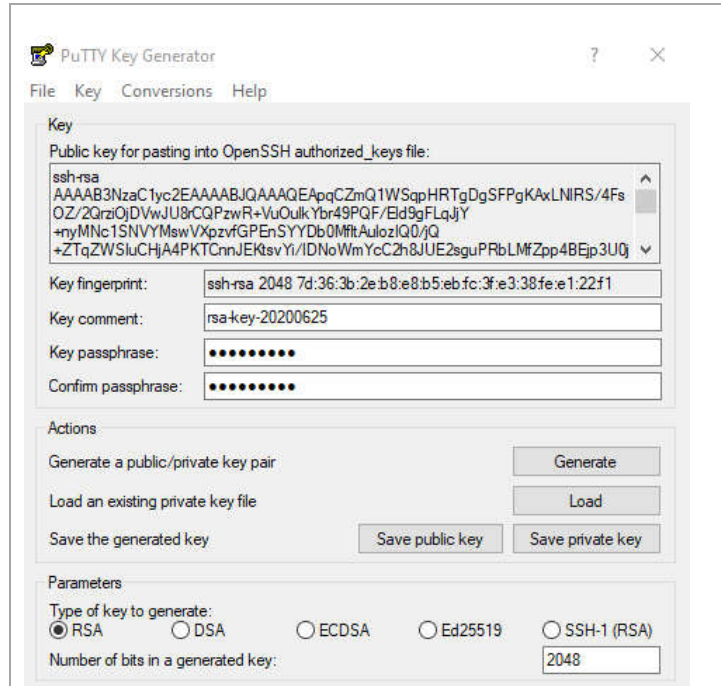 PuTTY Key Generator ? ×
File Key Conversions Help
Key
Public key for pasting into OpenSSH authorized_keys file:
ssh-rsa
AAAAB3NzaC1yc2EAAAABJQAAAQEApqCZmQ1WSqpHRTgDgSFPgKAxLNIRS/4Fs
OZ/2QrziOjDVwJU8rCQPzwR+VuOulkYbr49PQF/Eld9gFLqJjY
+nyMNc1SNVYMswVXpzvfGPEnSYYDb0MfltAulozIQ0/jQ
+ZTqZWSluCHjA4PKTCnnJEKtsvYi/IDNoWmYcC2h8JUE2sguPRbLMfZpp4BEjp3U0j
Key fingerprint: ssh-rsa 2048 7d:36:3b:2e:b8:e8:b5:eb:fc:3f:e3:38:fe:e1:22:f1
Key comment: rsa-key-20200625
Key passphrase: ●●●●●●●●●
Confirm passphrase: ●●●●●●●●●
Actions
Generate a public/private key pair Generate
Load an existing private key file Load
Save the generated key Save public key Save private key
Parameters
Type of key to generate:
RSA DSA ECDSA Ed25519 SSH-1 (RSA)
Number of bits in a generated key: 2048